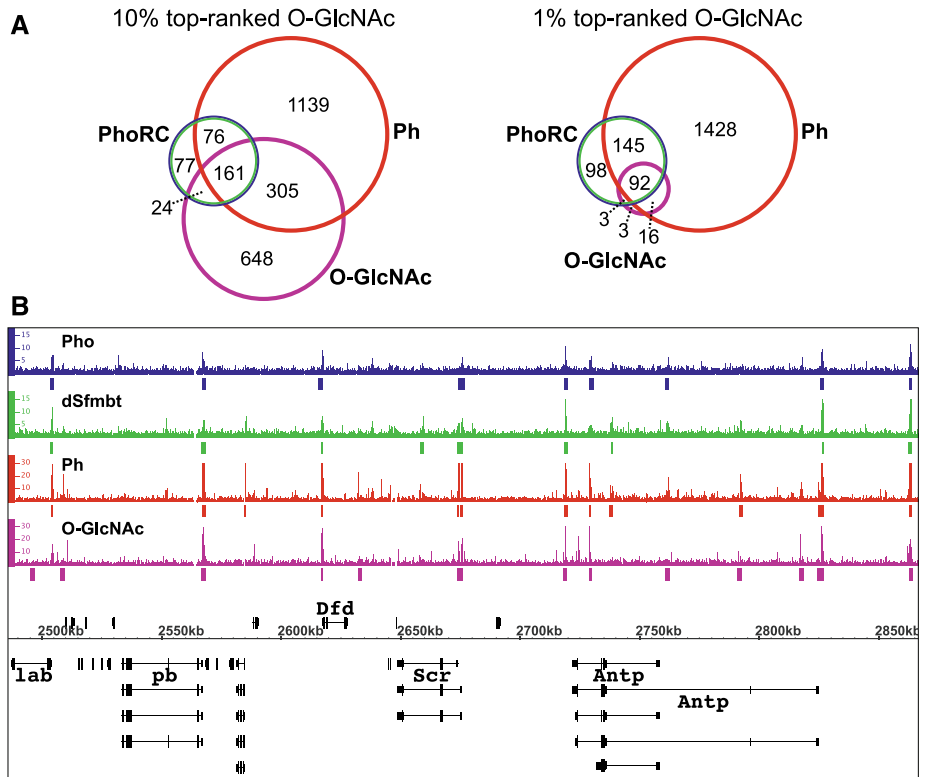 A
10% top-ranked O-GlcNAc
1% top-ranked O-GlcNAc
1139
1428
PhoRC
76
Ph
PhoRC
145
Ph
77
161
98
92
305
24
3
3
16
648
O-GlcNAc
O-GlcNAc
B
15
10
5
Pho
15
10
5
dSfmbt
30
20
10
Ph
30
20
10
O-GlcNAc
Dfd
2500kb
2550kb
2600kb
2650kb
2700kb
2750kb
2800kb
2850kb
lab
pb
Scr
Antp
Antp